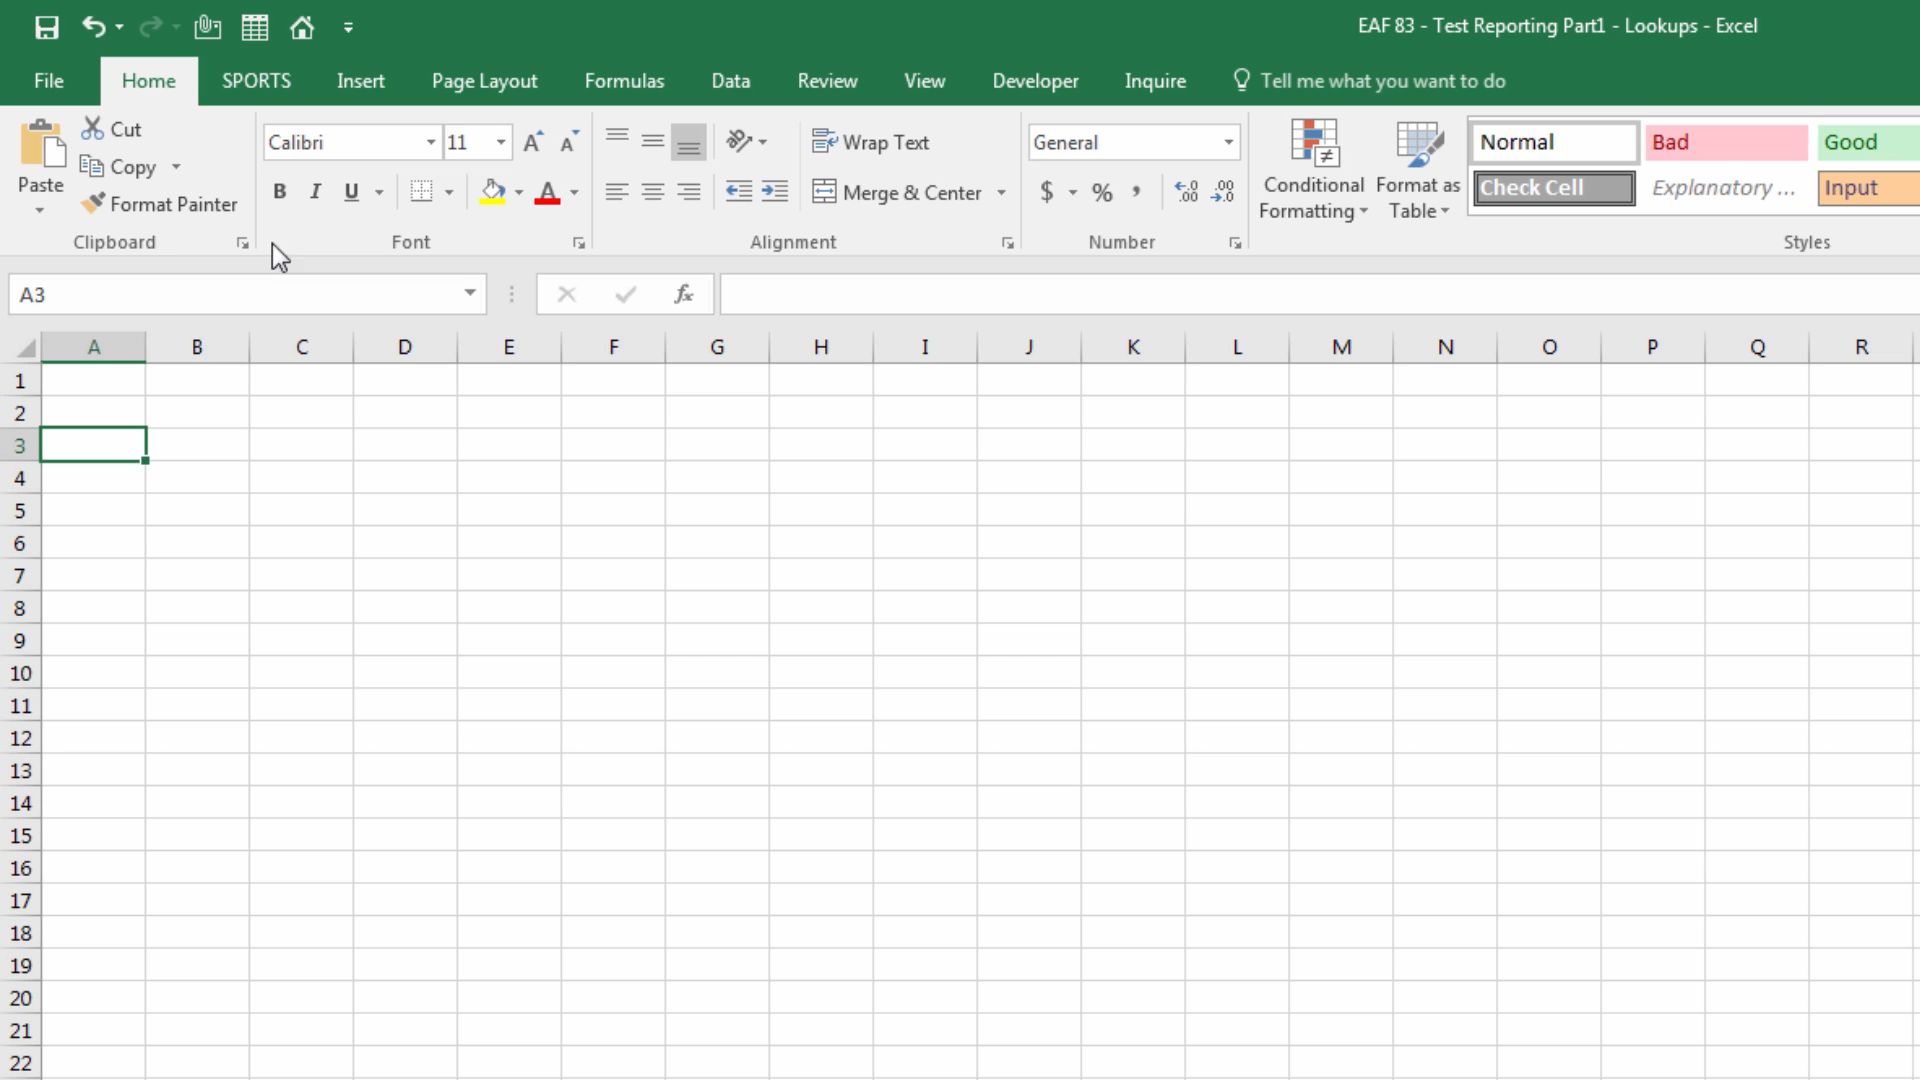 EAF 83 - Test Reporting Part1 - Lookups - Excel
File Home SPORTS Insert Page Layout Formulas Data Review View Developer Inquire Tell me what you want to do
Paste
Cut
Copy
Format Painter
Clipboard
Calibri 11
B I U A
Font
Wrap Text
Merge & Center
Alignment
General
$ % , .00 .00
Number
Conditional Formatting
Format as Table
Normal Bad Good
Check Cell Explanatory ... Input
Styles
A3 fx
A B C D E F G H I J K L M N O P Q R
1
2
3
4
5
6
7
8
9
10
11
12
13
14
15
16
17
18
19
20
21
22